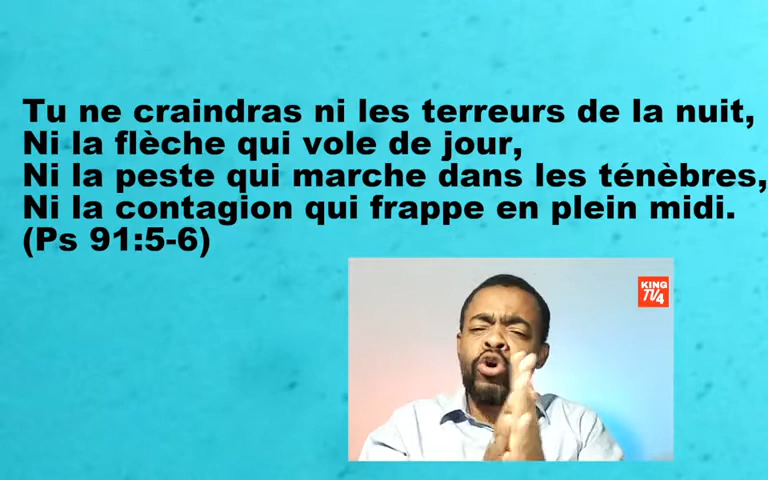 Tu ne craindras ni les terreurs de la nuit,
Ni la flèche qui vole de jour,
Ni la peste qui marche dans les ténèbres,
Ni la contagion qui frappe en plein midi.
(Ps 91:5-6)
KING
TV4